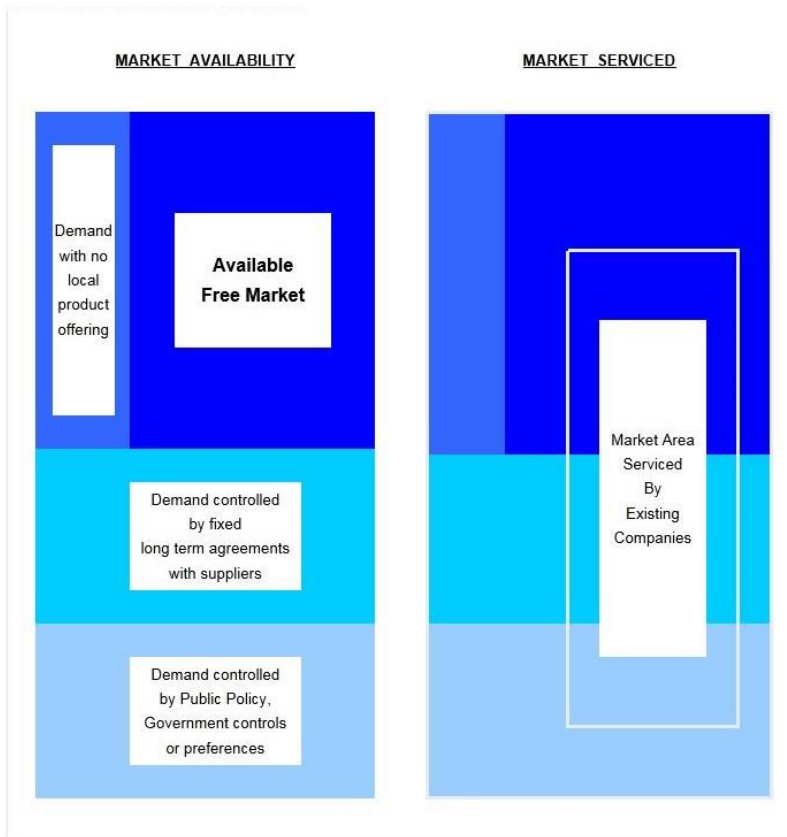 MARKET AVAILABILITY
MARKET SERVICED
Demand
with no
local
product
offering
Available
Free Market
Demand controlled
by fixed
long term agreements
with suppliers
Demand controlled
by Public Policy,
Government controls
or preferences
Market Area
Serviced
By
Existing
Companies